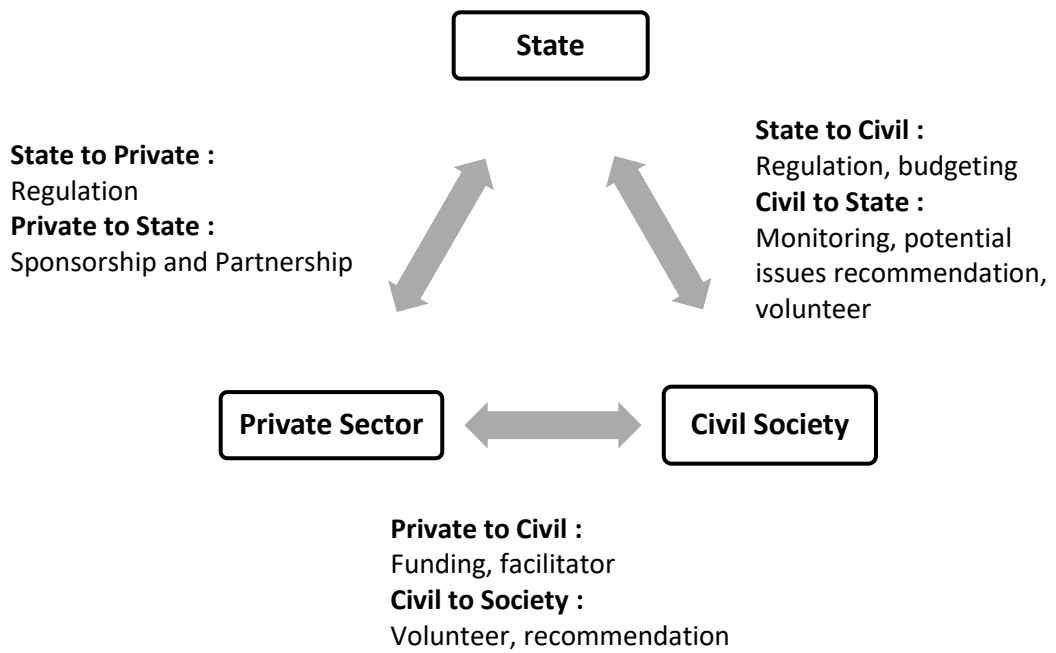 State
State to Private :
Regulation
Private to State :
Sponsorship and Partnership
State to Civil :
Regulation, budgeting
Civil to State :
Monitoring, potential
issues recommendation,
volunteer
Private Sector
Civil Society
Private to Civil :
Funding, facilitator
Civil to Society :
Volunteer, recommendation